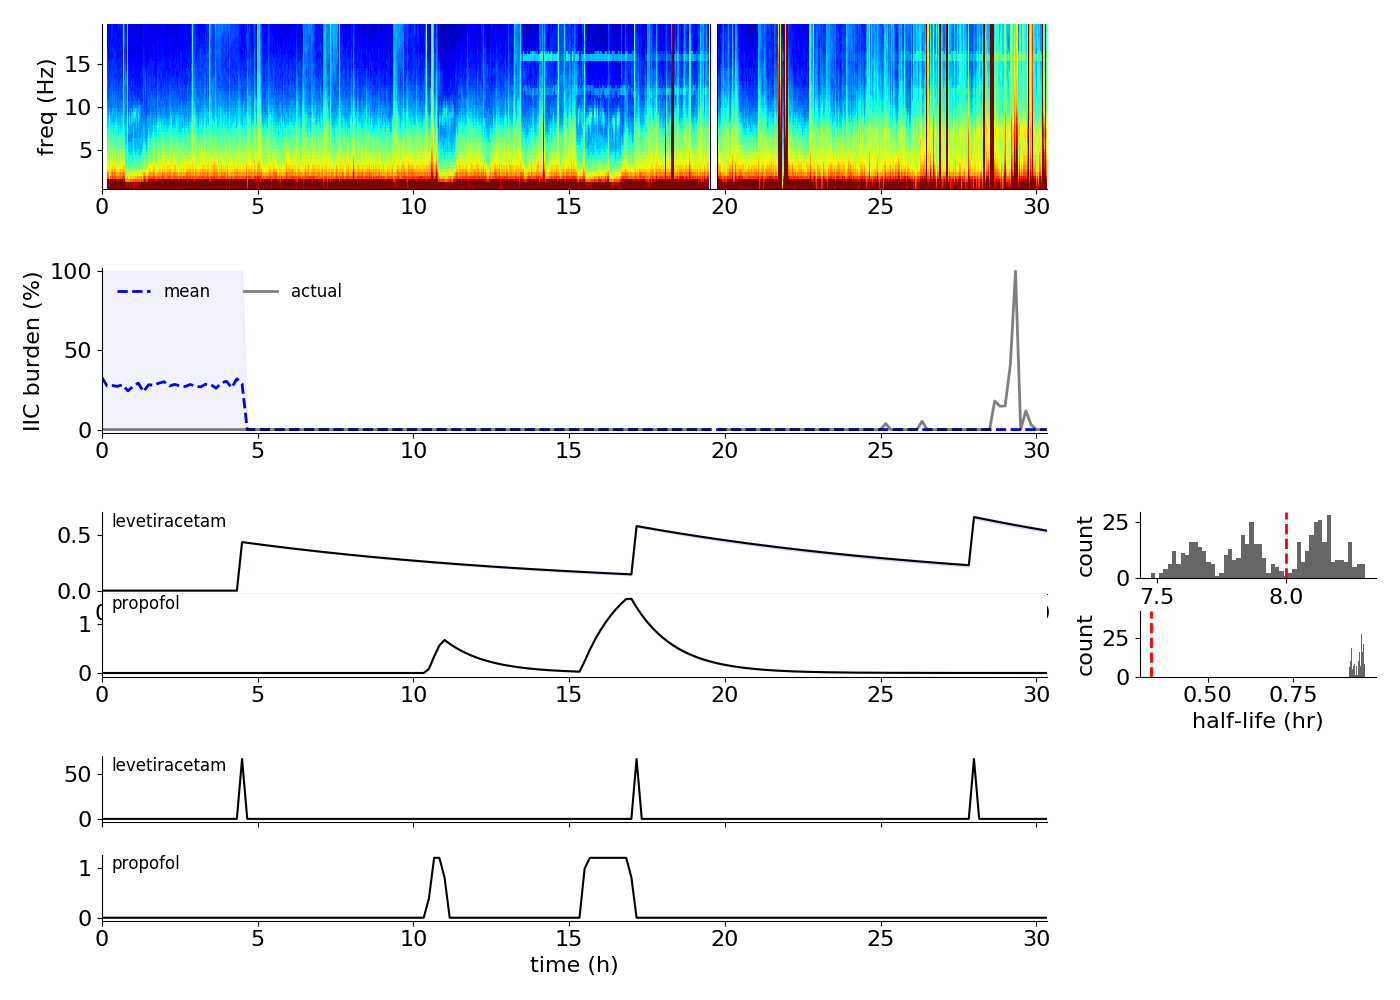 freq (Hz)
15
10
5
0 5 10 15 20 25 30
IIC burden (%)
100
50
0
mean actual
0 5 10 15 20 25 30
levetiracetam
0.5
0.0
count
25
0
7.5 8.0
propofol
1
0
0 5 10 15 20 25 30
count
25
0
0.50 0.75
half-life (hr)
levetiracetam
50
0
propofol
1
0
0 5 10 15 20 25 30
time (h)